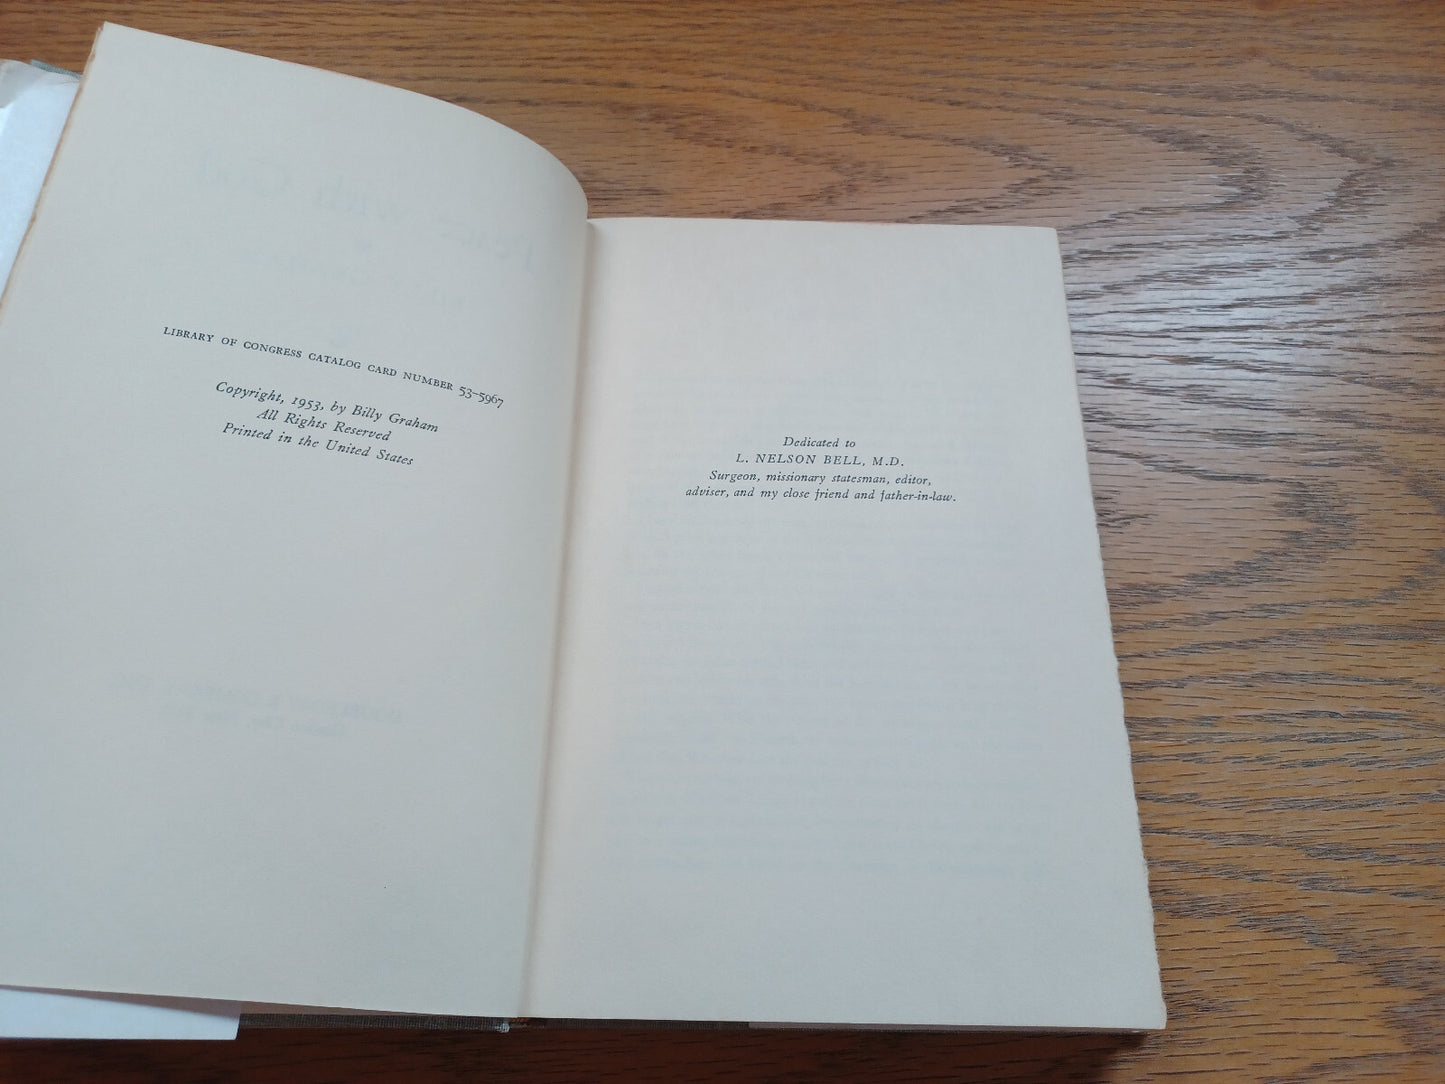 LIBRARY OF CONGRESS CATALOG CARD NUMBER 53–5967
Copyright, 1953, by Billy Graham
All Rights Reserved
Printed in the United States
Dedicated to
L. NELSON BELL, M.D.
Surgeon, missionary statesman, editor,
adviser, and my close friend and father-in-law.